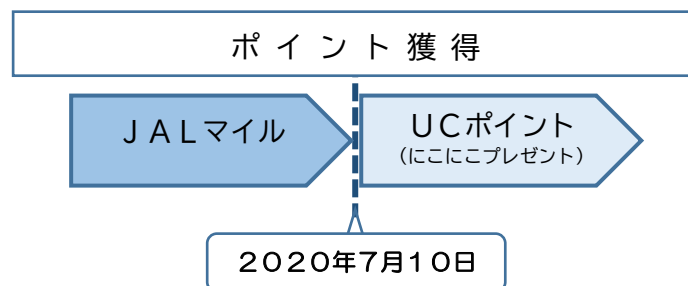 ポイント獲得
ＪＡＬマイル
ＵＣポイント
（にこにこプレゼント）
２０２０年７月１０日